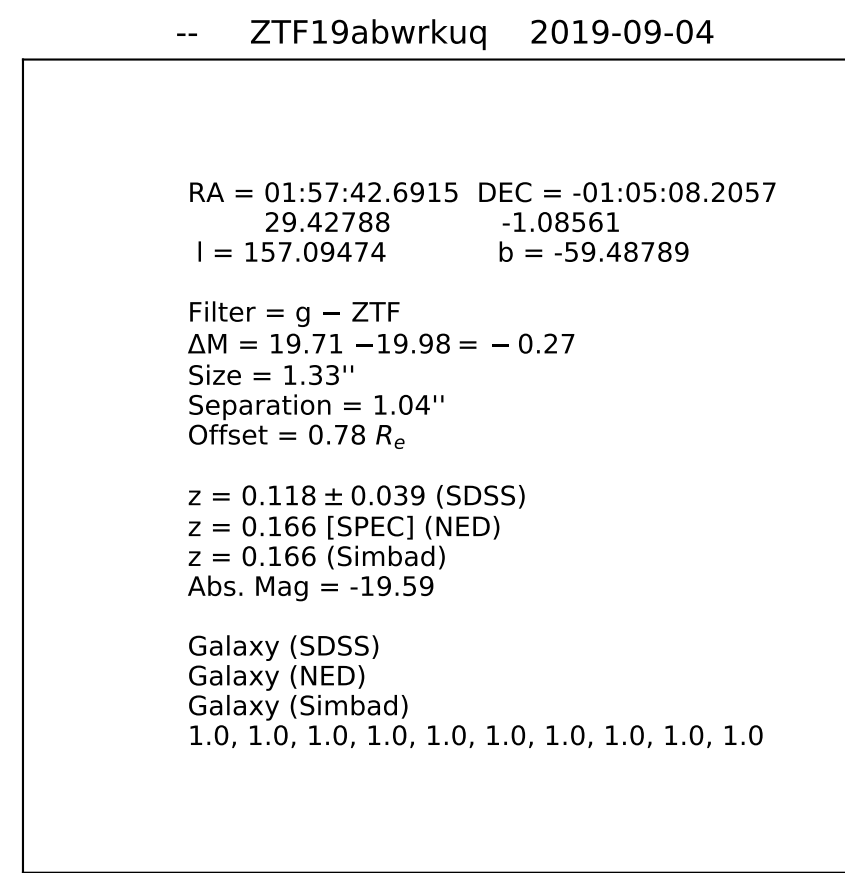 -- ZTF19abwrkuq 2019-09-04
RA = 01:57:42.6915 DEC = -01:05:08.2057
29.42788 -1.08561
l = 157.09474 b = -59.48789
Filter = g − ZTF
ΔM = 19.71 −19.98 = − 0.27
Size = 1.33''
Separation = 1.04''
Offset = 0.78 Rₑ
z = 0.118 ± 0.039 (SDSS)
z = 0.166 [SPEC] (NED)
z = 0.166 (Simbad)
Abs. Mag = -19.59
Galaxy (SDSS)
Galaxy (NED)
Galaxy (Simbad)
1.0, 1.0, 1.0, 1.0, 1.0, 1.0, 1.0, 1.0, 1.0, 1.0